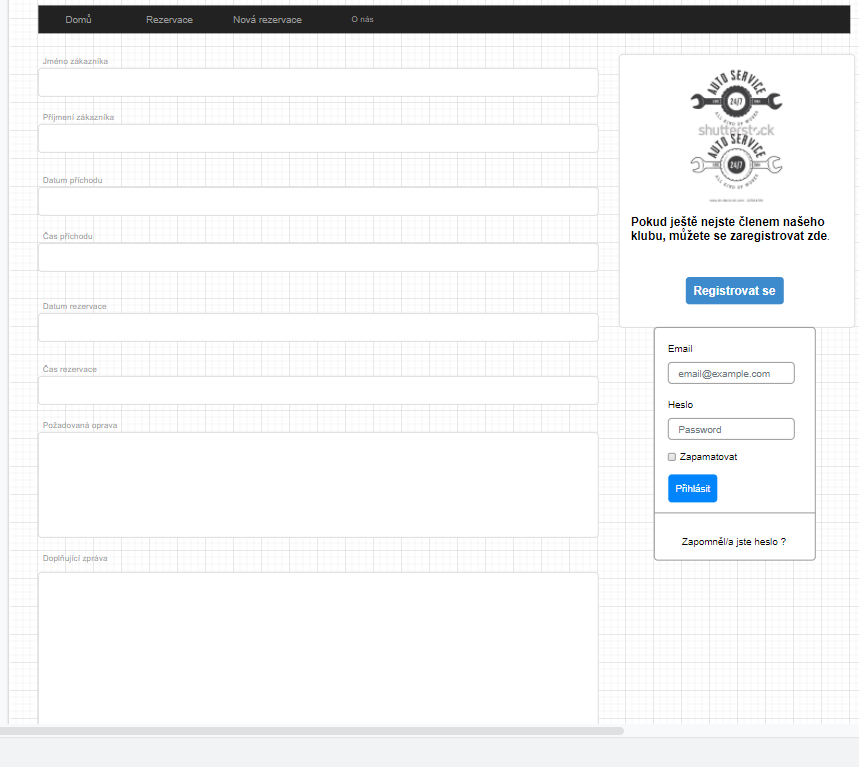 Domů Rezervace Nová rezervace O nás
Jméno zákazníka
Příjmení zákazníka
Datum příchodu
Čas příchodu
Datum rezervace
Čas rezervace
Požadovaná oprava
Doplňující zpráva
AUTO SERVICE
24/7
ALL KIND OF WORKS
shutterstock
AUTO SERVICE
24/7
ALL KIND OF WORKS
Pokud ještě nejste členem našeho
klubu, můžete se zaregistrovat zde.
Registrovat se
Email
email@example.com
Heslo
Password
Zapamatovat
Přihlásit
Zapomněl/a jste heslo ?